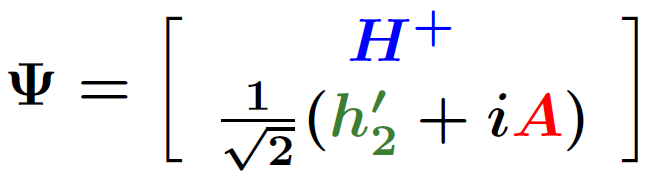 Ψ = [ H⁺
1/√2 (h′₂ + iA) ]